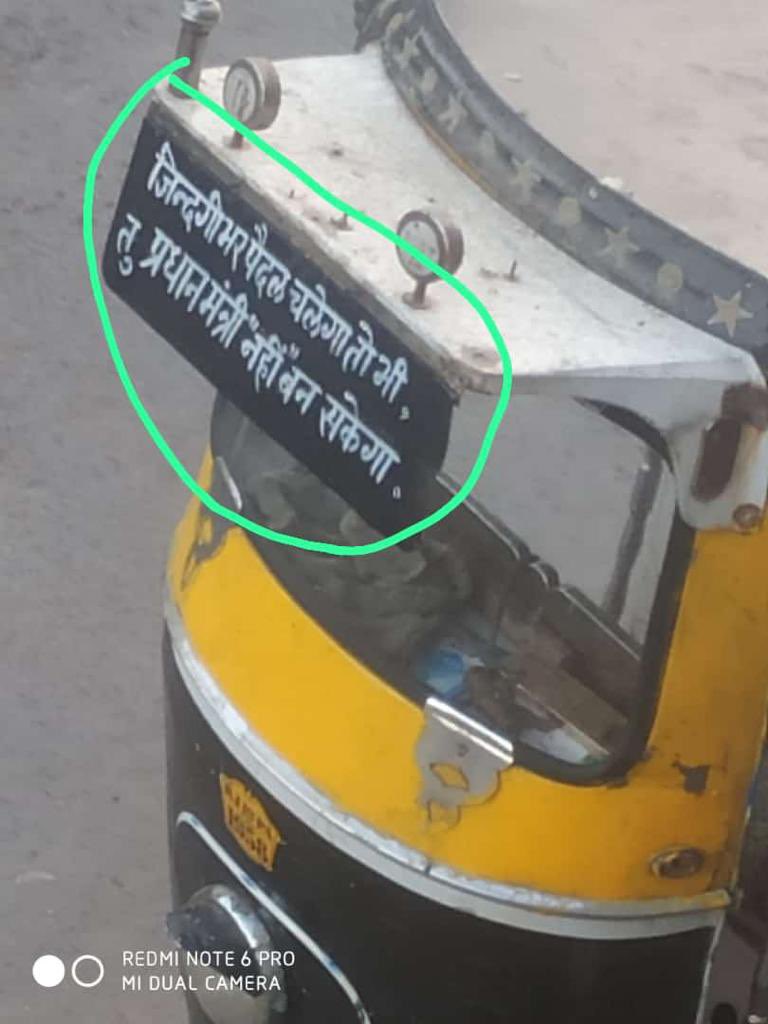 जिन्दगीभर पैदल चलेगा तो भी,
तु प्रधानमंत्री "नहीं" बन सकेगा.
REDMI NOTE 6 PRO
MI DUAL CAMERA